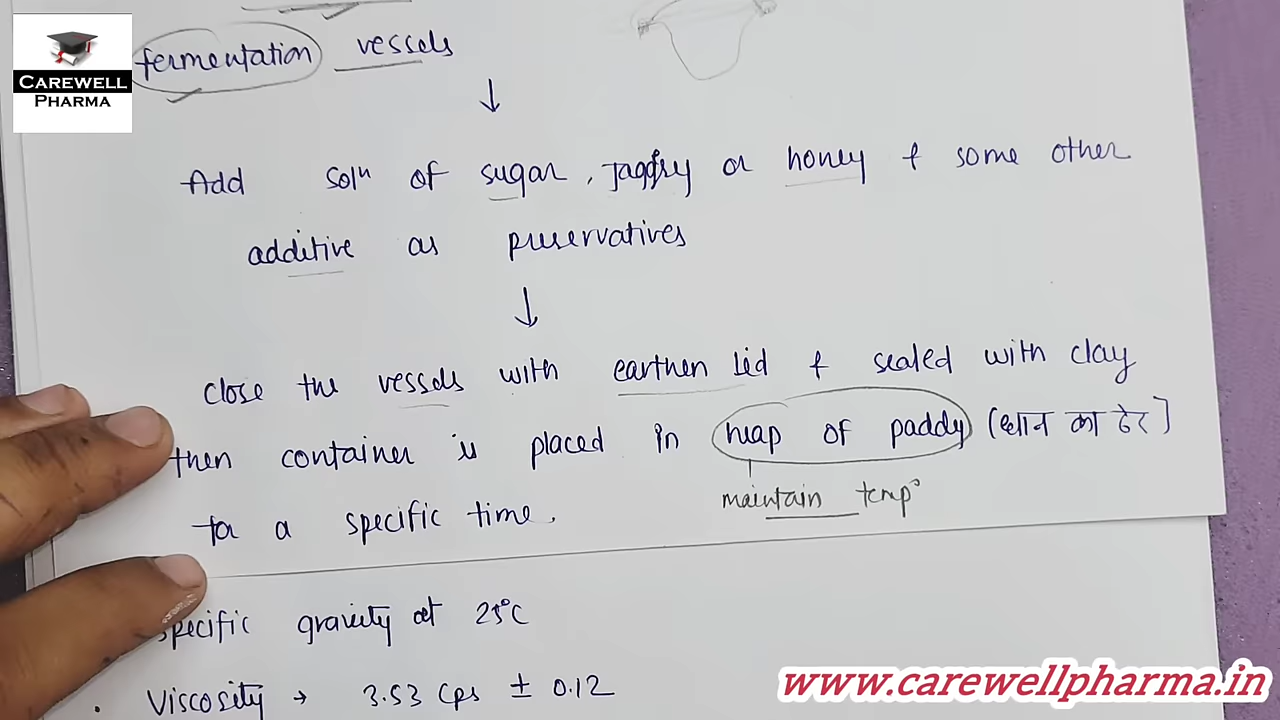 CAREWELL
PHARMA
fermentation vessels
↓
Add solⁿ of sugar, Jaggry or honey & some other
additive as preservatives
↓
close the vessels with earthen lid & sealed with clay
then container is placed in heap of paddy (धान का ढेर]
maintain temp°
for a specific time.
specific gravity at 25°C
• Viscosity → 3.53 Cps ± 0.12
www.carewellpharma.in